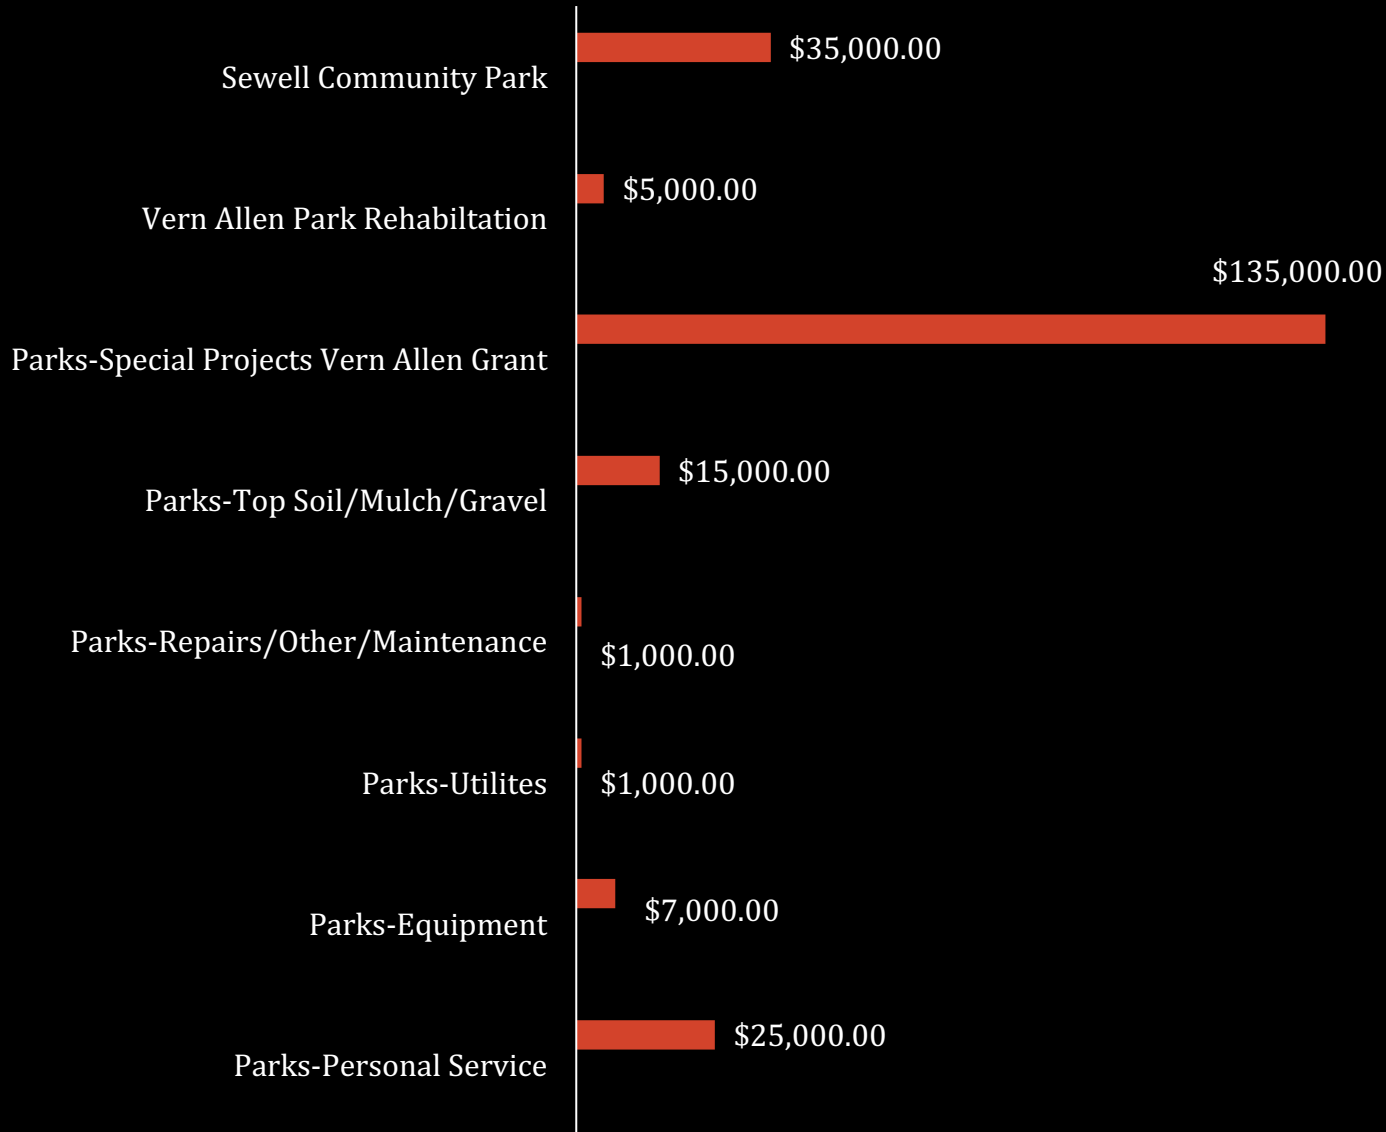 Sewell Community Park
$35,000.00
Vern Allen Park Rehabiltation
$5,000.00
Parks-Special Projects Vern Allen Grant
$135,000.00
Parks-Top Soil/Mulch/Gravel
$15,000.00
Parks-Repairs/Other/Maintenance
$1,000.00
Parks-Utilites
$1,000.00
Parks-Equipment
$7,000.00
Parks-Personal Service
$25,000.00